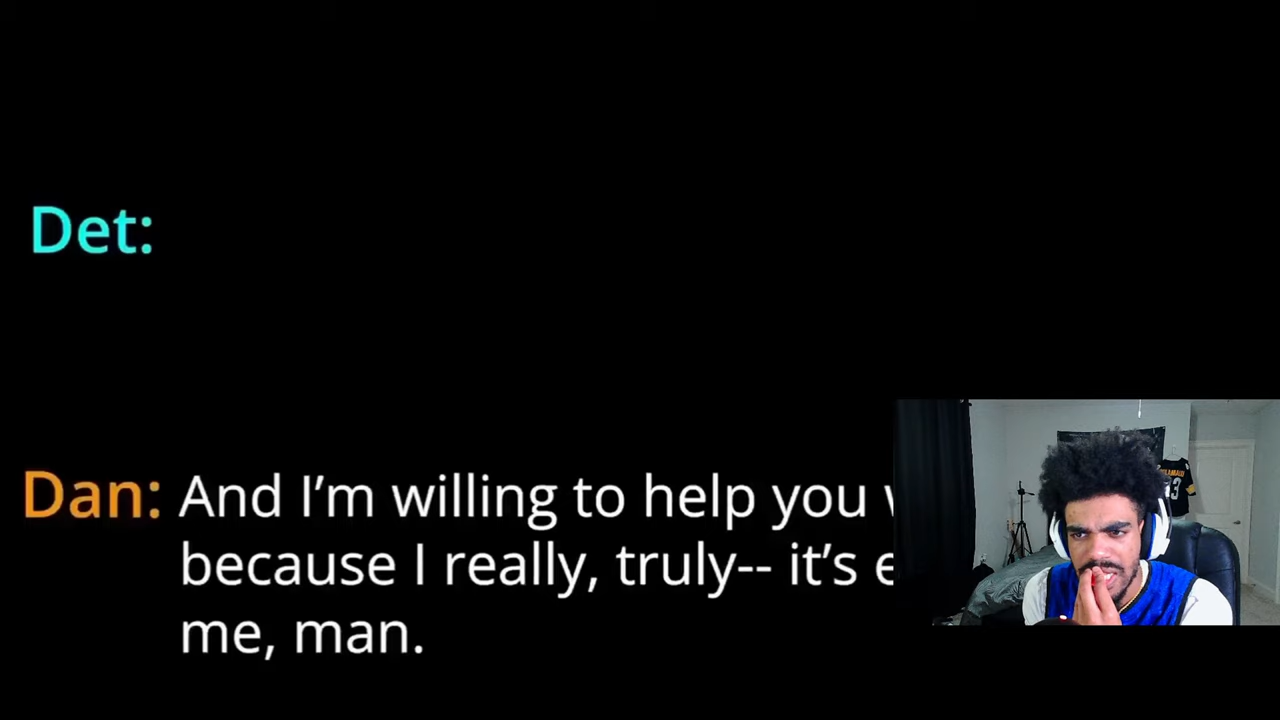 Det:
Dan: And I'm willing to help you
because I really, truly-- it's
me, man.